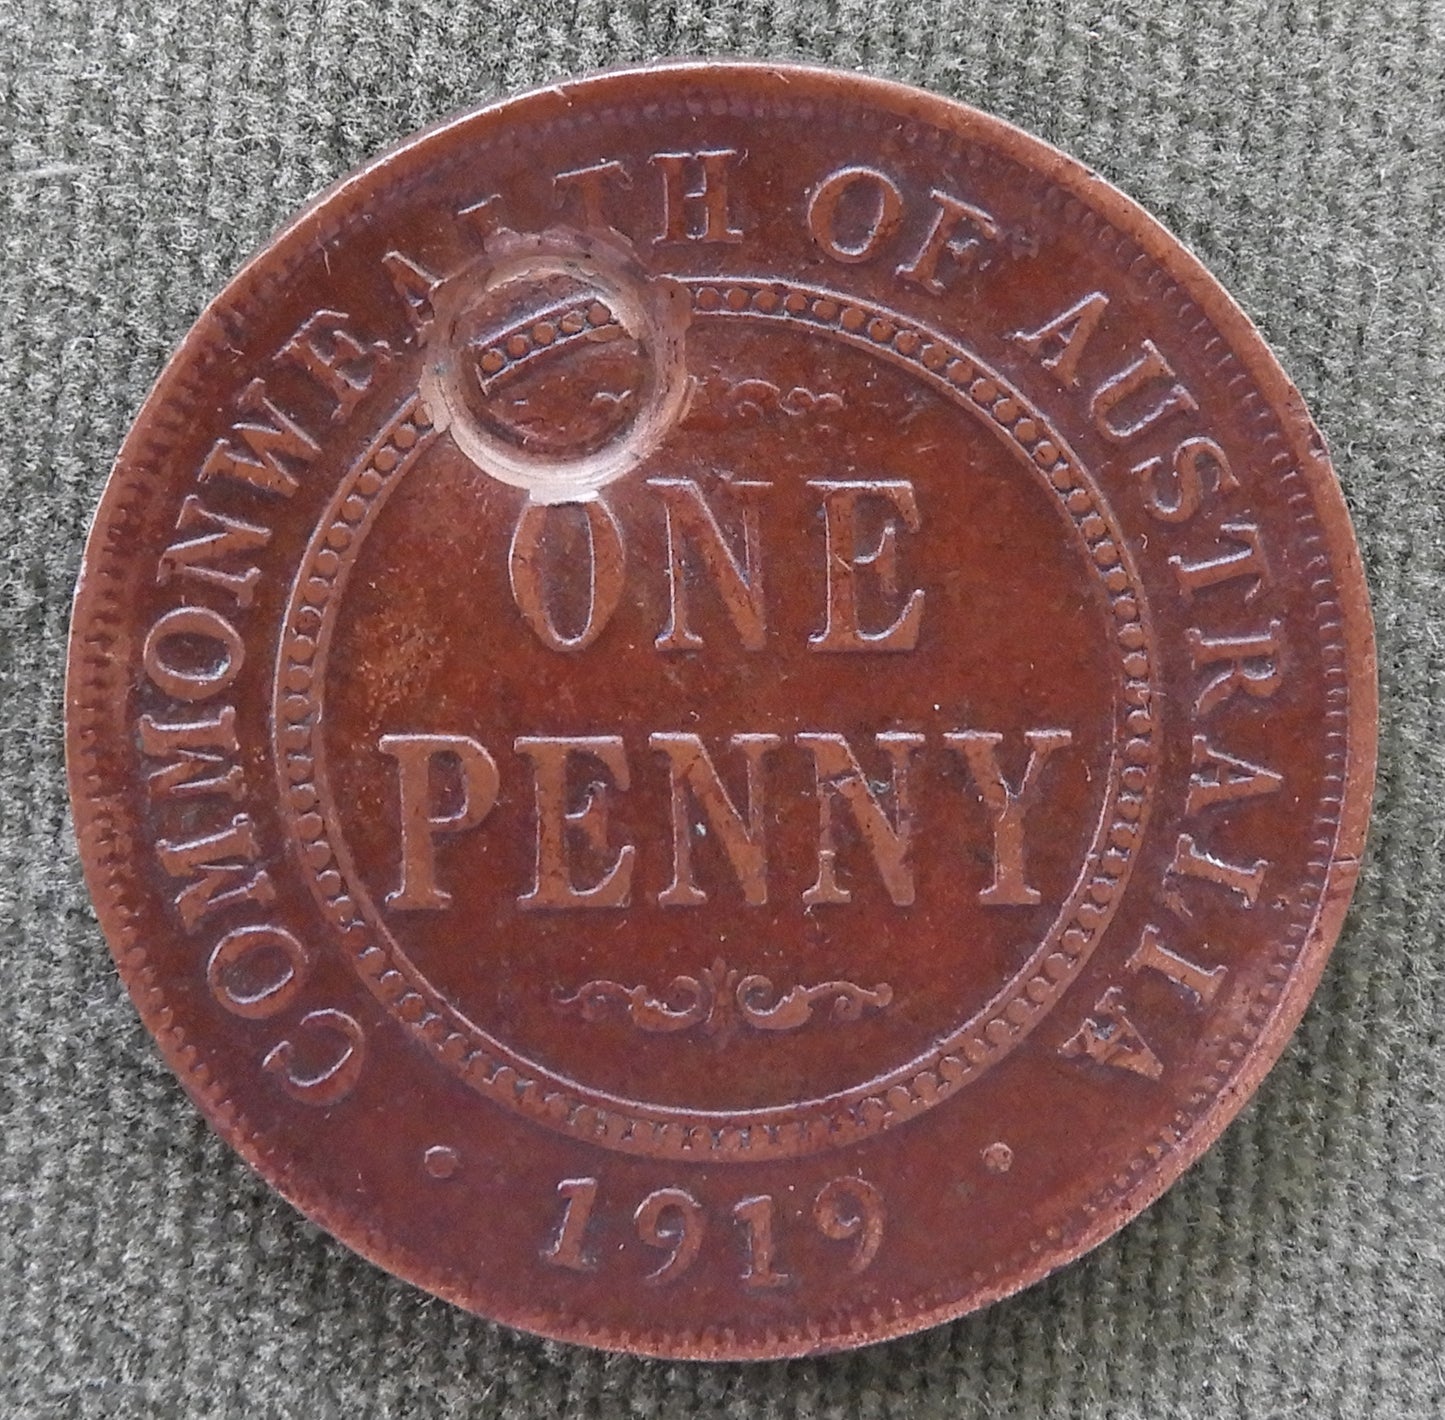 COMMONWEALTH OF AUSTRALIA
ONE
PENNY
· 1919 ·